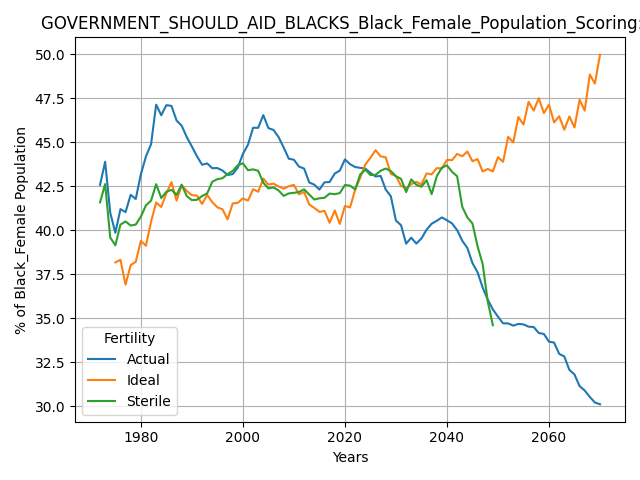 GOVERNMENT_SHOULD_AID_BLACKS_Black_Female_Population_Scoring:
% of Black_Female Population
50.0
47.5
45.0
42.5
40.0
37.5
35.0
32.5
30.0
Fertility
Actual
Ideal
Sterile
1980 2000 2020 2040 2060
Years